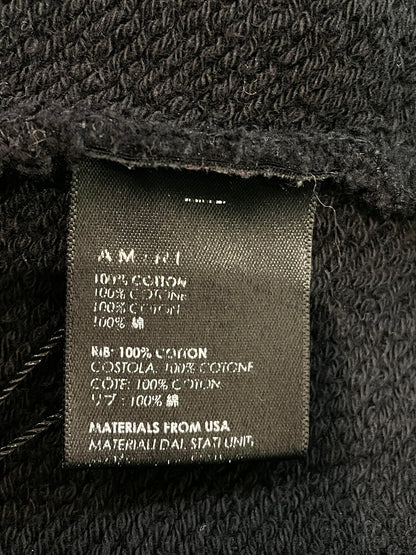 AMIRI
100% COTTON
100% COTONE
100% COTON
100% 綿
RIB: 100% COTTON
COSTOLA: 100% COTONE
CÔTE: 100% COTON
リブ : 100% 綿
MATERIALS FROM USA
MATERIALI DAI STATI UNITI